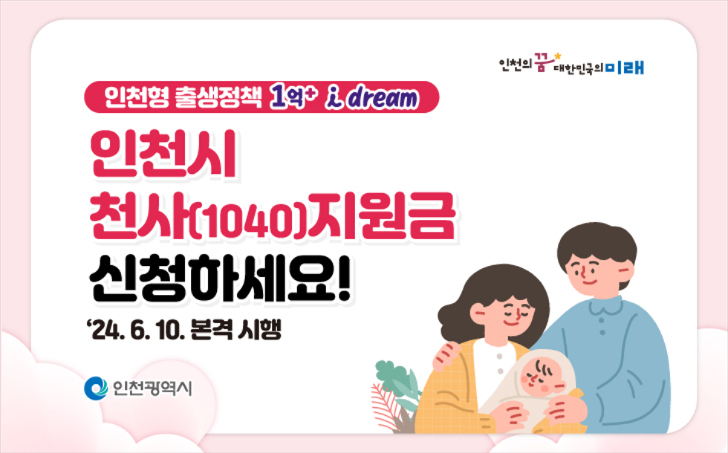 인천의 꿈 대한민국의 미래
인천형 출생정책 1억+ i dream
인천시
천사(1040)지원금
신청하세요!
‘24. 6. 10. 본격 시행
인천광역시